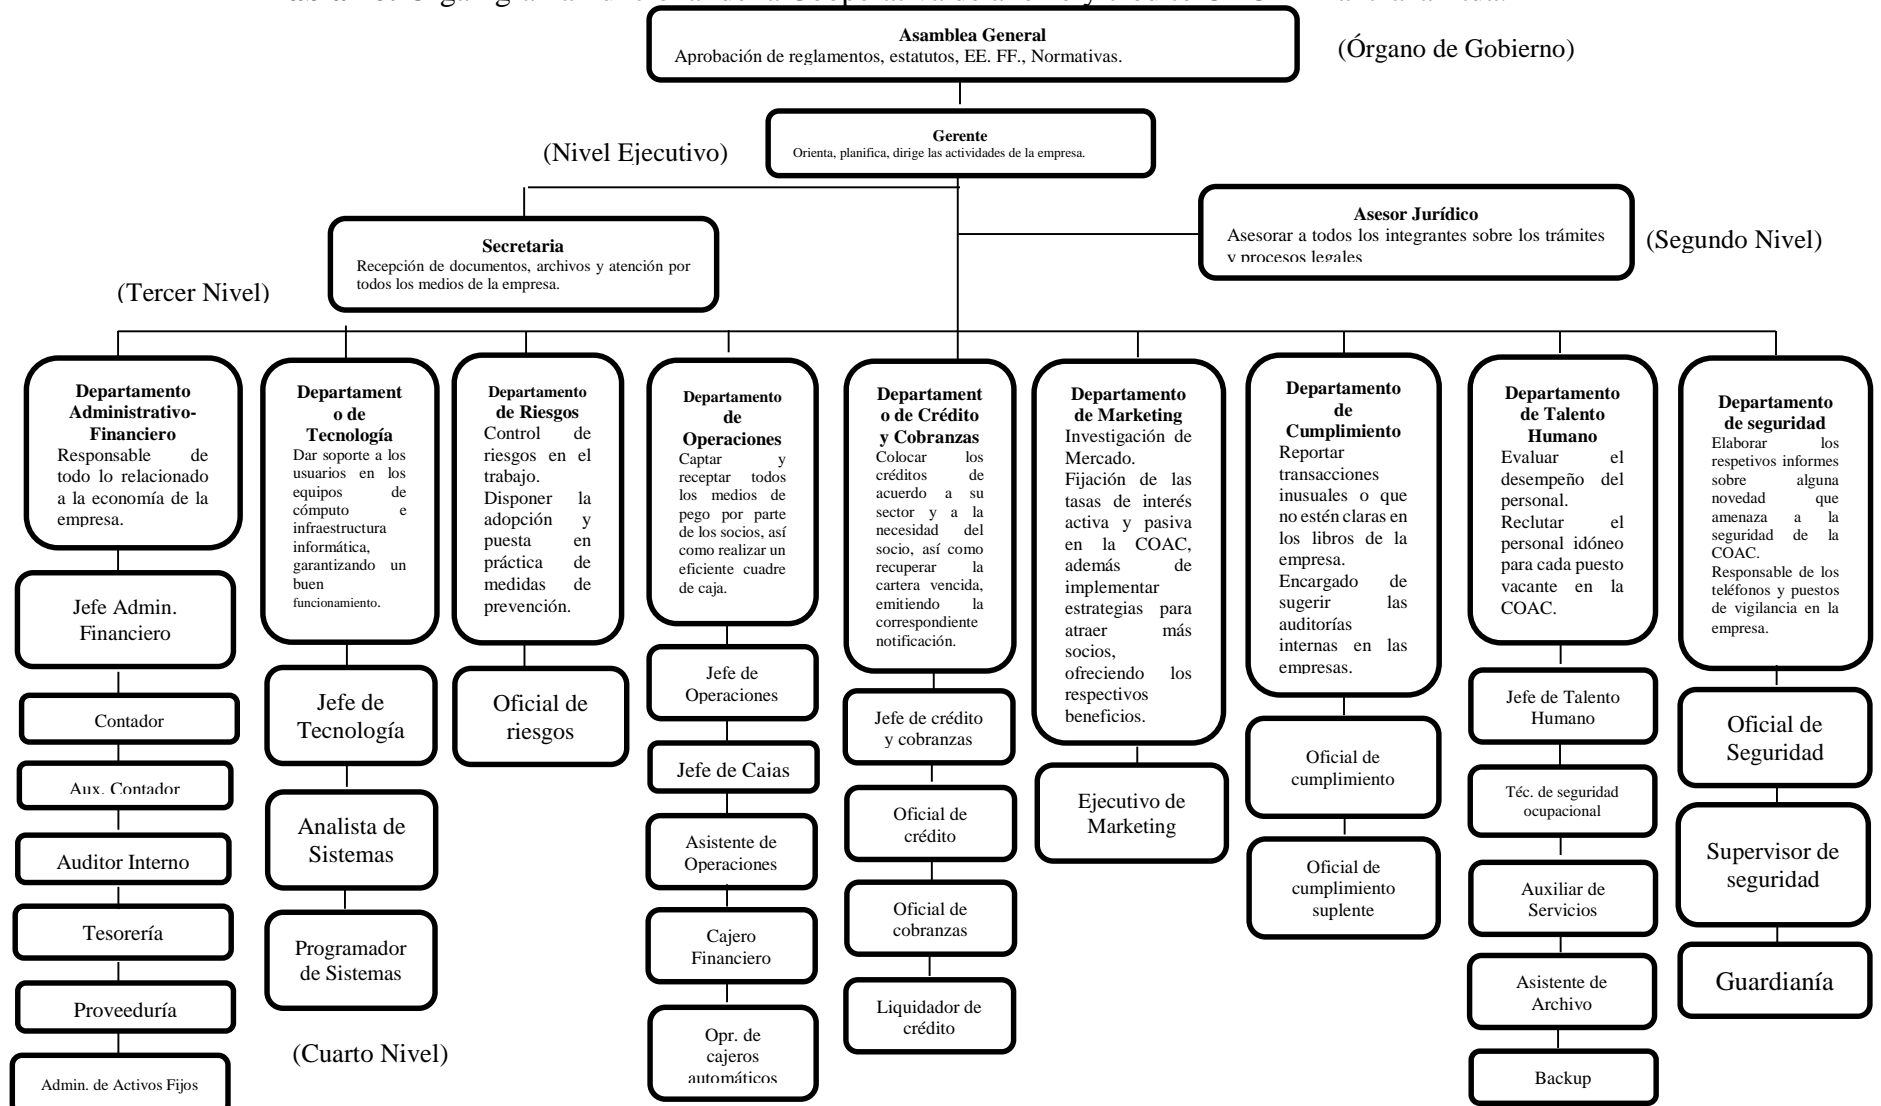 Asamblea General
Aprobación de reglamentos, estatutos, EE. FF., Normativas.
(Órgano de Gobierno)
Gerente
Orienta, planifica, dirige las actividades de la empresa.
(Nivel Ejecutivo)
Asesor Jurídico
Asesorar a todos los integrantes sobre los trámites
y procesos legales
(Segundo Nivel)
Secretaria
Recepción de documentos, archivos y atención por
todos los medios de la empresa.
(Tercer Nivel)
Departamento
Administrativo-
Financiero
Responsable de
todo lo relacionado
a la economía de la
empresa.
Jefe Admin.
Financiero
Contador
Aux. Contador
Auditor Interno
Tesorería
Proveeduría
Admin. de Activos Fijos
Departament
o de
Tecnología
Dar soporte a los
usuarios en los
equipos de
cómputo e
infraestructura
informática,
garantizando un
buen
funcionamiento.
Jefe de
Tecnología
Analista de
Sistemas
Programador
de Sistemas
(Cuarto Nivel)
Departamento
de Riesgos
Control de
riesgos en el
trabajo.
Disponer la
adopción y
puesta en
práctica de
medidas de
prevención.
Oficial de
riesgos
Departamento
de
Operaciones
Captar y
receptar todos
los medios de
pego por parte
de los socios, así
como realizar un
eficiente cuadre
de caja.
Jefe de
Operaciones
Jefe de Cajas
Asistente de
Operaciones
Cajero
Financiero
Opr. de
cajeros
automáticos
Departament
o de Crédito
y Cobranzas
Colocar los
créditos de
acuerdo a su
sector y a la
necesidad del
socio, así como
recuperar la
cartera vencida,
emitiendo la
correspondiente
notificación.
Jefe de crédito
y cobranzas
Oficial de
crédito
Oficial de
cobranzas
Liquidador de
crédito
Departamento
de Marketing
Investigación de
Mercado.
Fijación de las
tasas de interés
activa y pasiva
en la COAC,
además de
implementar
estrategias para
atraer más
socios,
ofreciendo los
respectivos
beneficios.
Ejecutivo de
Marketing
Departamento
de
Cumplimiento
Reportar
transacciones
inusuales o que
no estén claras en
los libros de la
empresa.
Encargado de
sugerir las
auditorías
internas en las
empresas.
Oficial de
cumplimiento
Oficial de
cumplimiento
suplente
Departamento
de Talento
Humano
Evaluar el
desempeño del
personal.
Reclutar el
personal idóneo
para cada puesto
vacante en la
COAC.
Jefe de Talento
Humano
Téc. de seguridad
ocupacional
Auxiliar de
Servicios
Asistente de
Archivo
Backup
Departamento
de seguridad
Elaborar los
respetivos informes
sobre alguna
novedad que
amenaza a la
seguridad de la
COAC.
Responsable de los
teléfonos y puestos
de vigilancia en la
empresa.
Oficial de
Seguridad
Supervisor de
seguridad
Guardianía